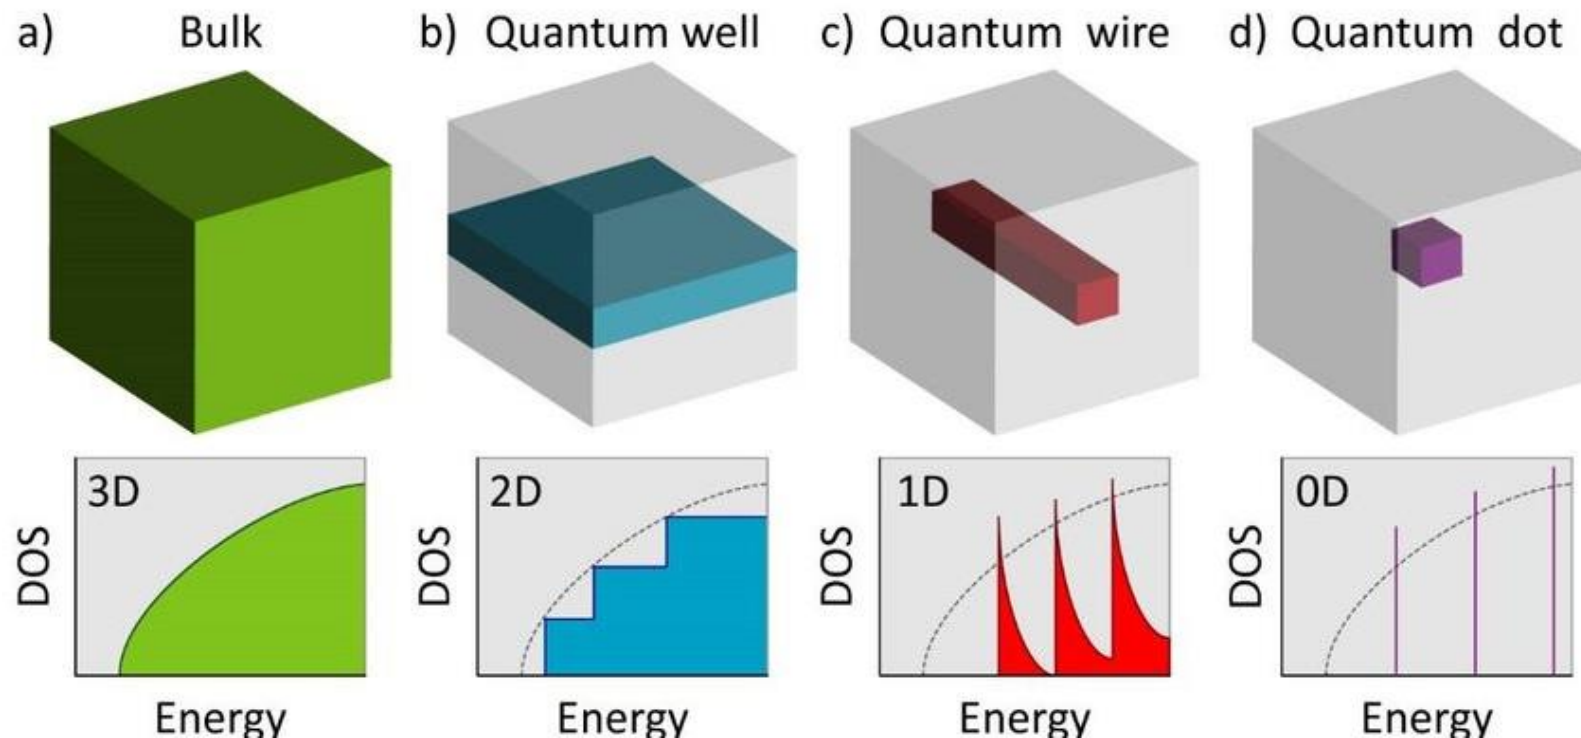 a) Bulk
b) Quantum well
c) Quantum wire
d) Quantum dot
3D
DOS
Energy
2D
DOS
Energy
1D
DOS
Energy
0D
DOS
Energy